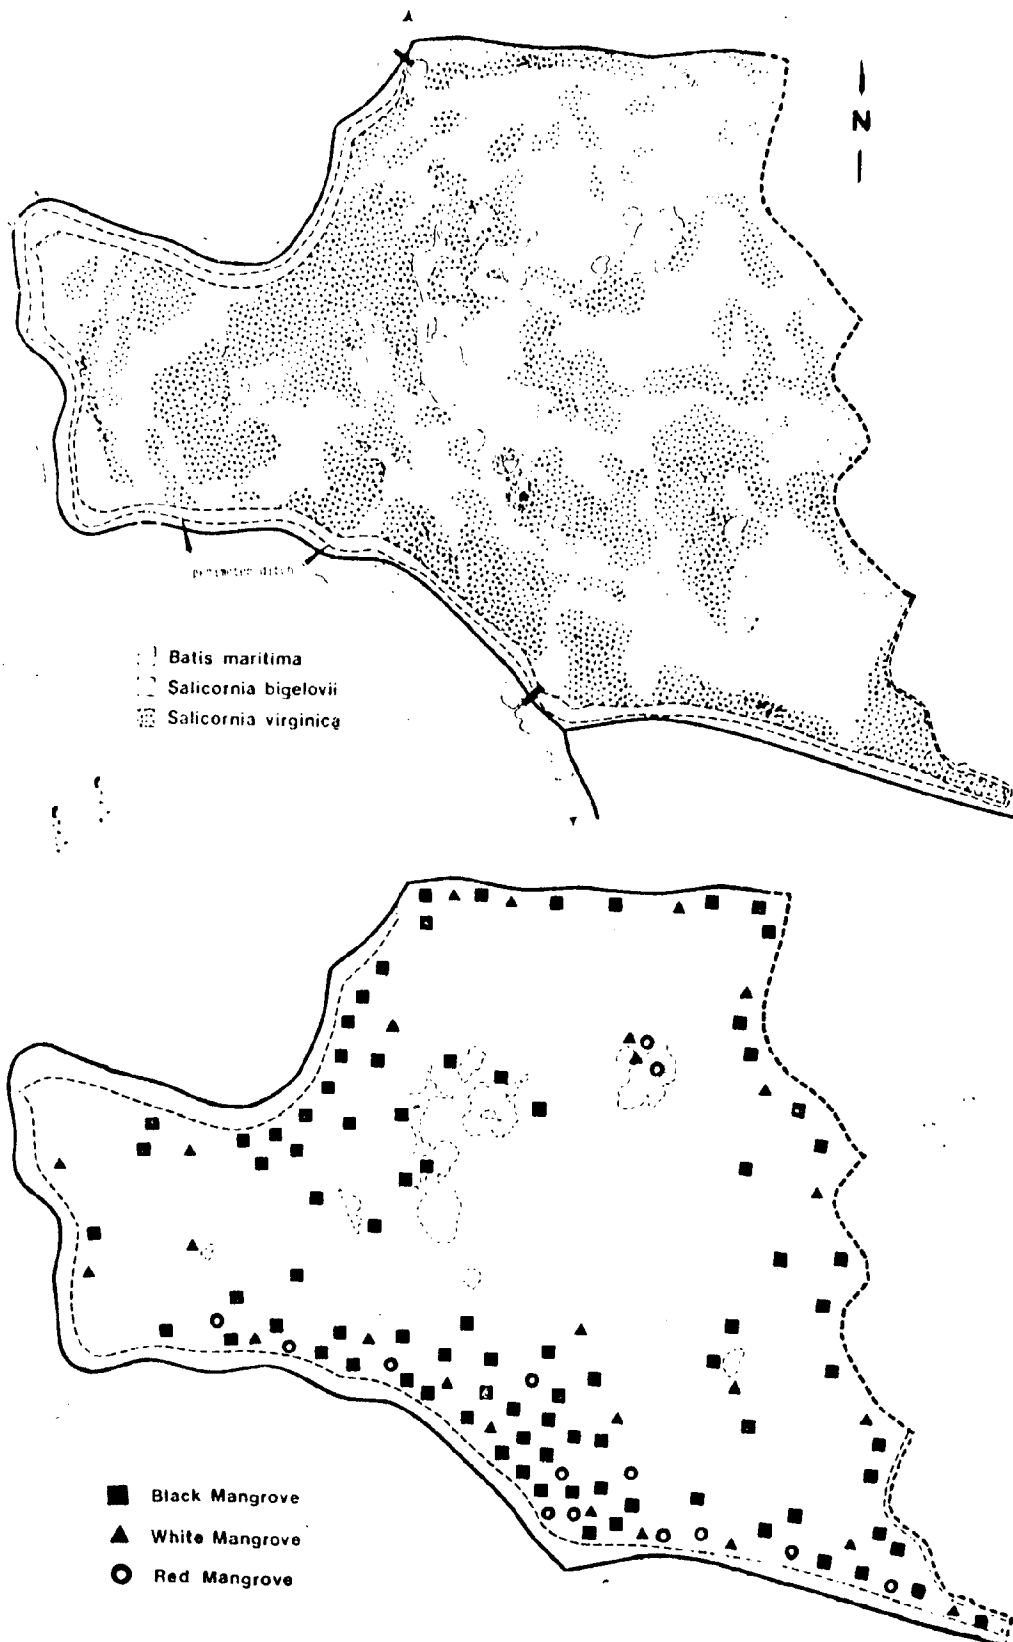 N
perimeter ditch
Batis maritima
Salicornia bigelovii
Salicornia virginica
Black Mangrove
White Mangrove
Red Mangrove